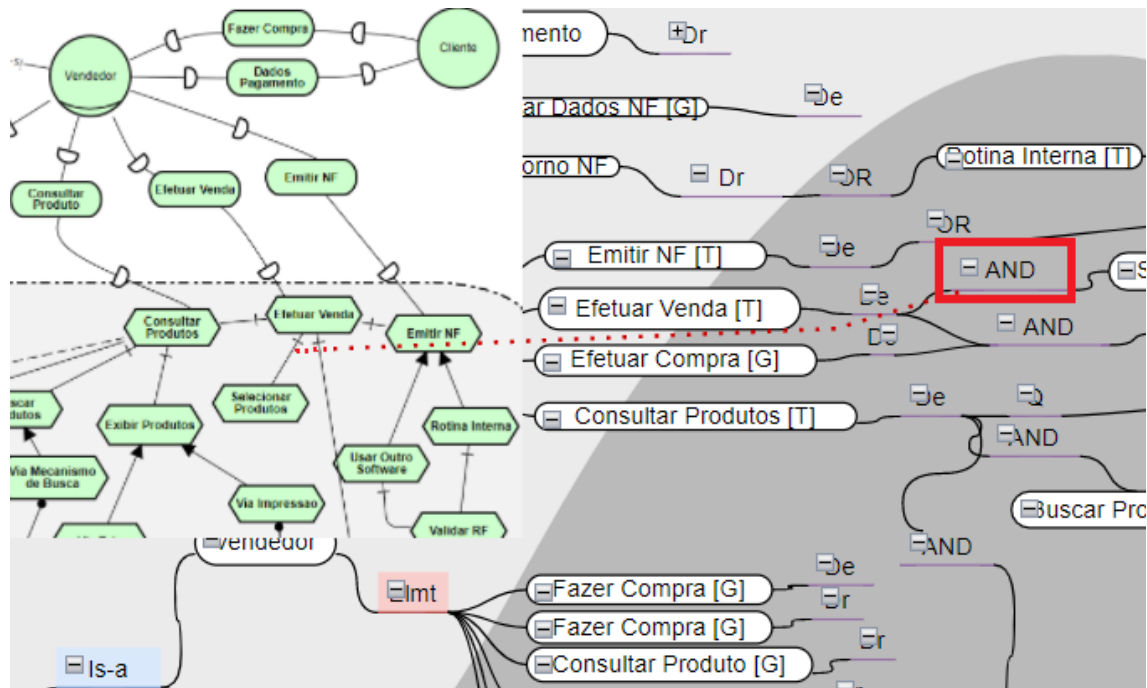 Fazer Compra
Cliente
Vendedor
Dados
Pagamento
Consultar
Produto
Efetuar Venda
Emitir NF
Consultar
Produtos
Efetuar Venda
Emitir NF
Selecionar
Produtos
Exibir Produtos
Rotina Interna
Usar Outro
Software
Via Mecanismo
de Busca
Via Impressao
Validar RF
mento
Dr
ar Dados NF [G]
De
orno NF
Dr
OR
Rotina Interna [T]
OR
Emitir NF [T]
De
AND
S
Efetuar Venda [T]
De
AND
Efetuar Compra [G]
Consultar Produtos [T]
De
Q
AND
Buscar Pro
AND
Vendedor
Imt
Fazer Compra [G]
De
Fazer Compra [G]
Dr
Consultar Produto [G]
Dr
Is-a